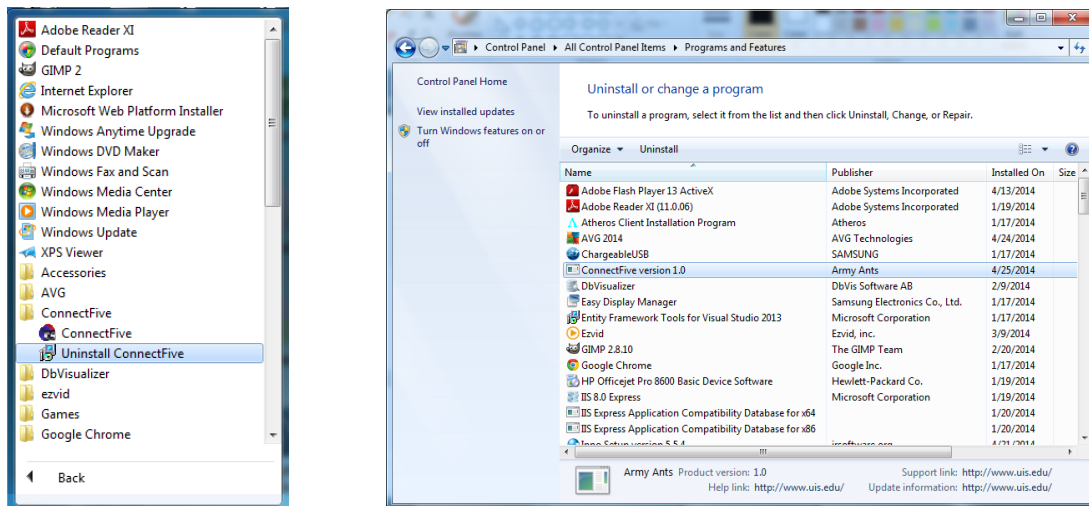 Adobe Reader XI
Default Programs
GIMP 2
Internet Explorer
Microsoft Web Platform Installer
Windows Anytime Upgrade
Windows DVD Maker
Windows Fax and Scan
Windows Media Center
Windows Media Player
Windows Update
XPS Viewer
Accessories
AVG
ConnectFive
ConnectFive
Uninstall ConnectFive
DbVisualizer
ezvid
Games
Google Chrome
Back
Control Panel All Control Panel Items Programs and Features
Control Panel Home
View installed updates
Turn Windows features on or
off
Uninstall or change a program
To uninstall a program, select it from the list and then click Uninstall, Change, or Repair.
Organize Uninstall
Name Publisher Installed On Size
Adobe Flash Player 13 ActiveX Adobe Systems Incorporated 4/13/2014
Adobe Reader XI (11.0.06) Adobe Systems Incorporated 1/19/2014
Atheros Client Installation Program Atheros 1/17/2014
AVG 2014 AVG Technologies 4/24/2014
ChargeableUSB SAMSUNG 1/17/2014
ConnectFive version 1.0 Army Ants 4/25/2014
DbVisualizer DbVis Software AB 2/9/2014
Easy Display Manager Samsung Electronics Co., Ltd. 1/17/2014
Entity Framework Tools for Visual Studio 2013 Microsoft Corporation 1/17/2014
Ezvid Ezvid, inc. 3/9/2014
GIMP 2.8.10 The GIMP Team 2/20/2014
Google Chrome Google Inc. 1/17/2014
HP Officejet Pro 8600 Basic Device Software Hewlett-Packard Co. 1/19/2014
IIS 8.0 Express Microsoft Corporation 1/19/2014
IIS Express Application Compatibility Database for x64 1/20/2014
IIS Express Application Compatibility Database for x86 1/20/2014
Inno Setup version 5.5.4 jrsoftware.org 4/21/2014
Army Ants Product version: 1.0 Support link: http://www.uis.edu/
Help link: http://www.uis.edu/ Update information: http://www.uis.edu/